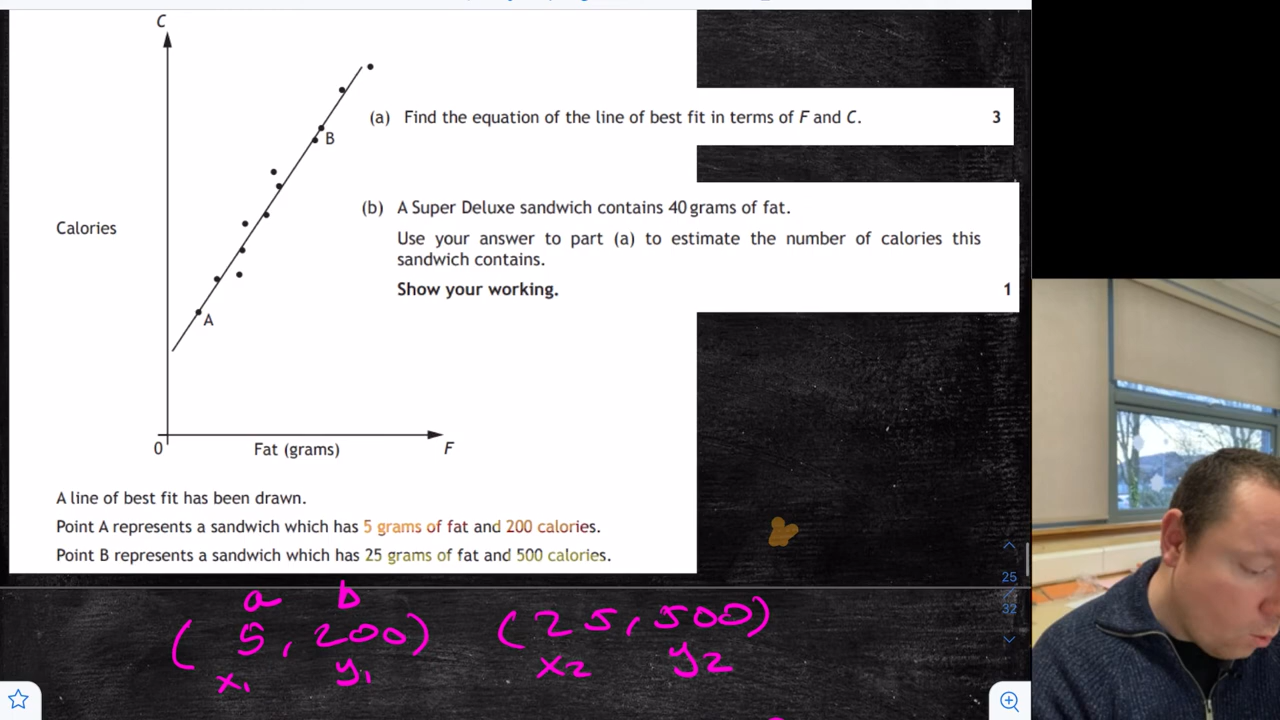 C
(a) Find the equation of the line of best fit in terms of F and C. 3
B
(b) A Super Deluxe sandwich contains 40 grams of fat.
Calories
Use your answer to part (a) to estimate the number of calories this
sandwich contains.
Show your working. 1
A
0 Fat (grams) F
A line of best fit has been drawn.
Point A represents a sandwich which has 5 grams of fat and 200 calories.
Point B represents a sandwich which has 25 grams of fat and 500 calories.
25
32
a b
(5, 200) (25, 500)
x1 y1 x2 y2